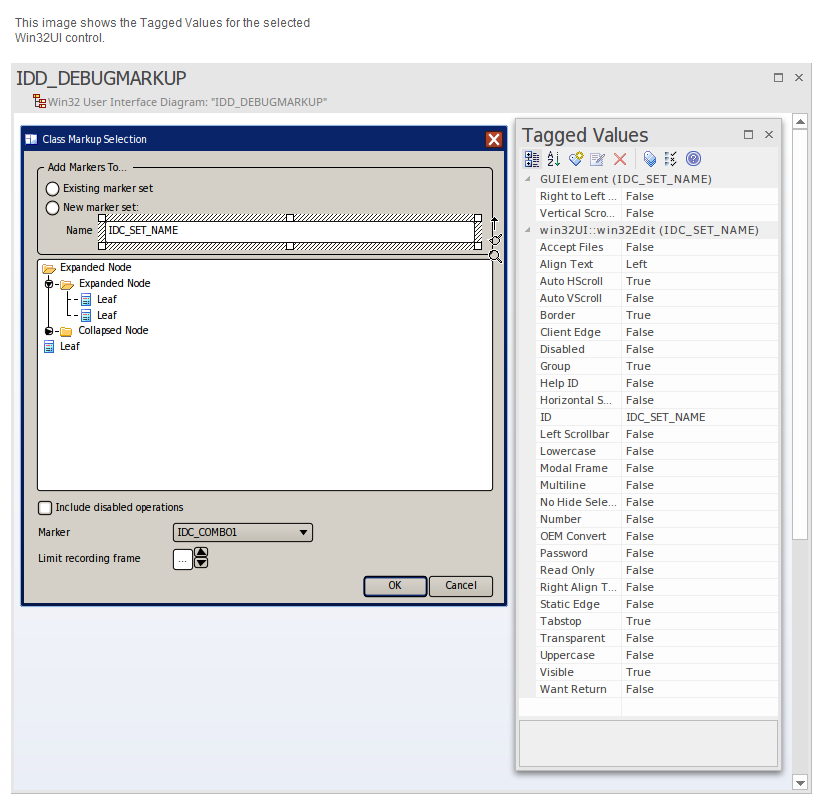 This image shows the Tagged Values for the selected
Win32UI control.
IDD_DEBUGMARKUP
Win32 User Interface Diagram: "IDD_DEBUGMARKUP"
Class Markup Selection
Add Markers To...
Existing marker set
New marker set:
Name IDC_SET_NAME
Expanded Node
Expanded Node
Leaf
Leaf
Collapsed Node
Leaf
Include disabled operations
Marker IDC_COMBO1
Limit recording frame ...
OK Cancel
Tagged Values
GUIElement (IDC_SET_NAME)
Right to Left ... False
Vertical Scro... False
win32UI::win32Edit (IDC_SET_NAME)
Accept Files False
Align Text Left
Auto HScroll True
Auto VScroll False
Border True
Client Edge False
Disabled False
Group True
Help ID False
Horizontal S... False
ID IDC_SET_NAME
Left Scrollbar False
Lowercase False
Modal Frame False
Multiline False
No Hide Sele... False
Number False
OEM Convert False
Password False
Read Only False
Right Align T... False
Static Edge False
Tabstop True
Transparent False
Uppercase False
Visible True
Want Return False